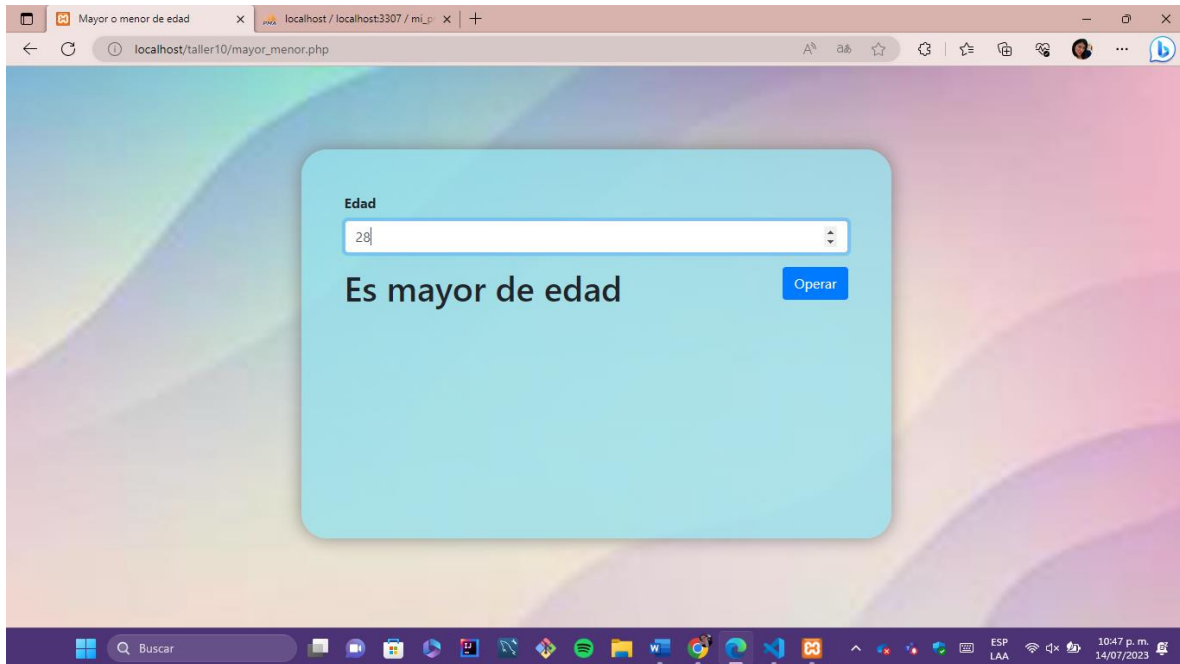 Mayor o menor de edad
localhost / localhost:3307 / mi_p
localhost/taller10/mayor_menor.php
Edad
28
Es mayor de edad
Operar
Buscar
ESP
LAA
10:47 p. m.
14/07/2023